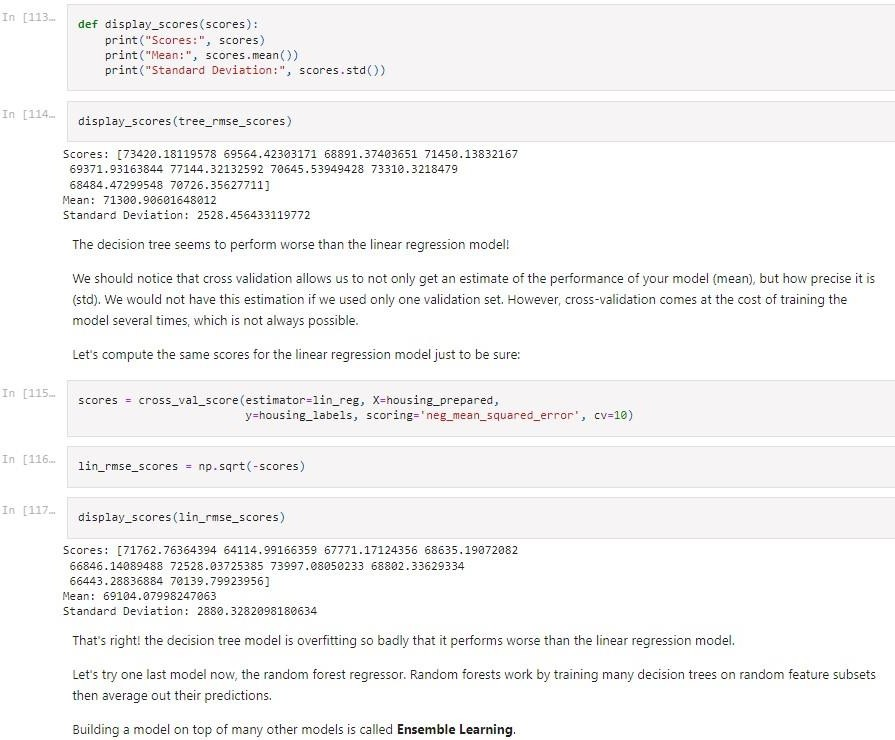 In [113…
def display_scores(scores):
    print("Scores:", scores)
    print("Mean:", scores.mean())
    print("Standard Deviation:", scores.std())
In [114…
display_scores(tree_rmse_scores)
Scores: [73420.18119578 69564.42303171 68891.37403651 71450.13832167
 69371.93163844 77144.32132592 70645.53949428 73310.3218479
 68484.47299548 70726.35627711]
Mean: 71300.90601648012
Standard Deviation: 2528.456433119772
The decision tree seems to perform worse than the linear regression model!
We should notice that cross validation allows us to not only get an estimate of the performance of your model (mean), but how precise it is
(std). We would not have this estimation if we used only one validation set. However, cross-validation comes at the cost of training the
model several times, which is not always possible.
Let's compute the same scores for the linear regression model just to be sure:
In [115…
scores = cross_val_score(estimator=lin_reg, X=housing_prepared,
                         y=housing_labels, scoring='neg_mean_squared_error', cv=10)
In [116…
lin_rmse_scores = np.sqrt(-scores)
In [117…
display_scores(lin_rmse_scores)
Scores: [71762.76364394 64114.99166359 67771.17124356 68635.19072082
 66846.14089488 72528.03725385 73997.08050233 68802.33629334
 66443.28836884 70139.79923956]
Mean: 69104.07998247063
Standard Deviation: 2880.3282098180634
That's right! the decision tree model is overfitting so badly that it performs worse than the linear regression model.
Let's try one last model now, the random forest regressor. Random forests work by training many decision trees on random feature subsets
then average out their predictions.
Building a model on top of many other models is called Ensemble Learning.